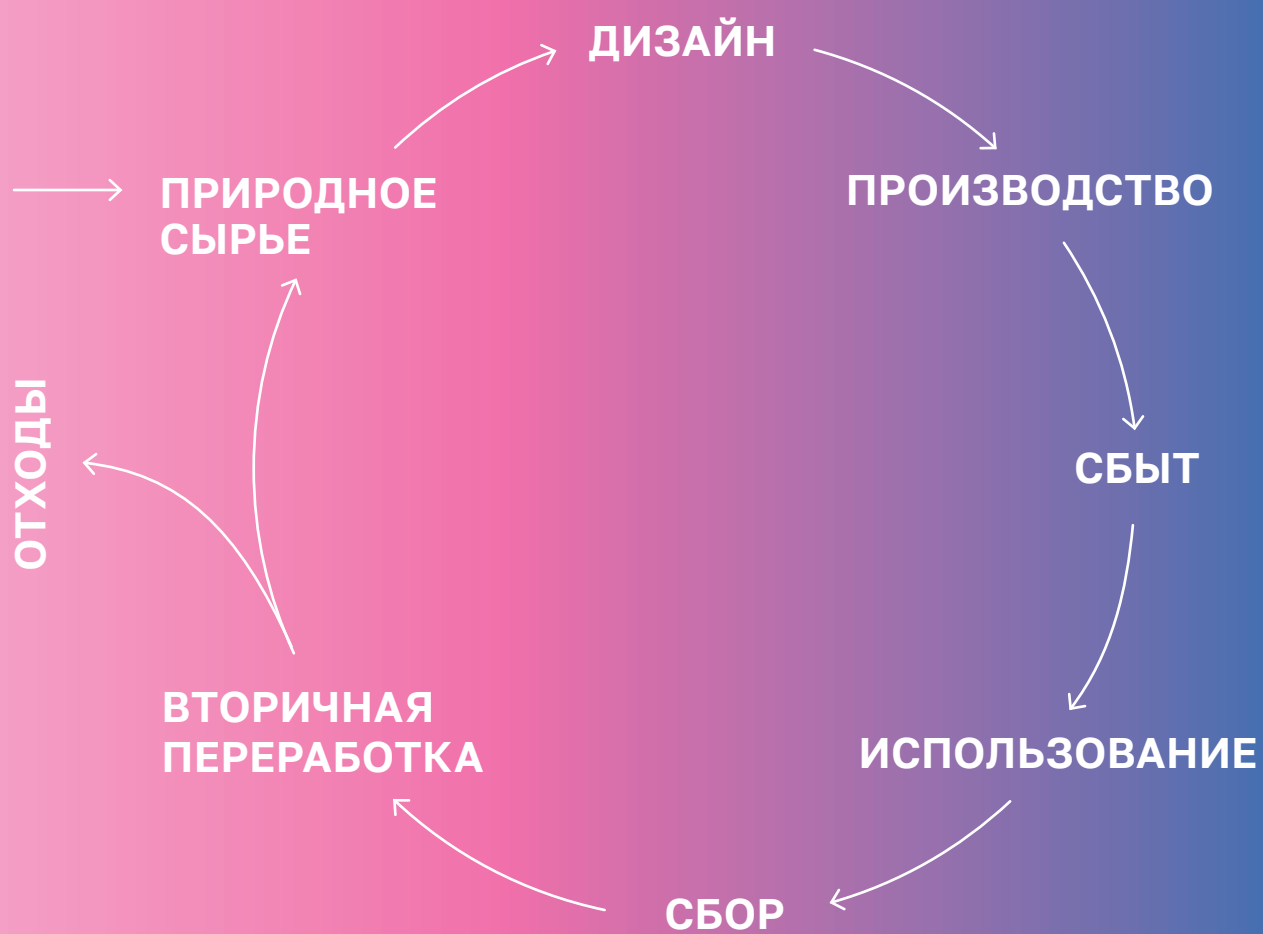 ДИЗАЙН
ПРИРОДНОЕ
СЫРЬЕ
ПРОИЗВОДСТВО
ОТХОДЫ
СБЫТ
ВТОРИЧНАЯ
ПЕРЕРАБОТКА
ИСПОЛЬЗОВАНИЕ
СБОР